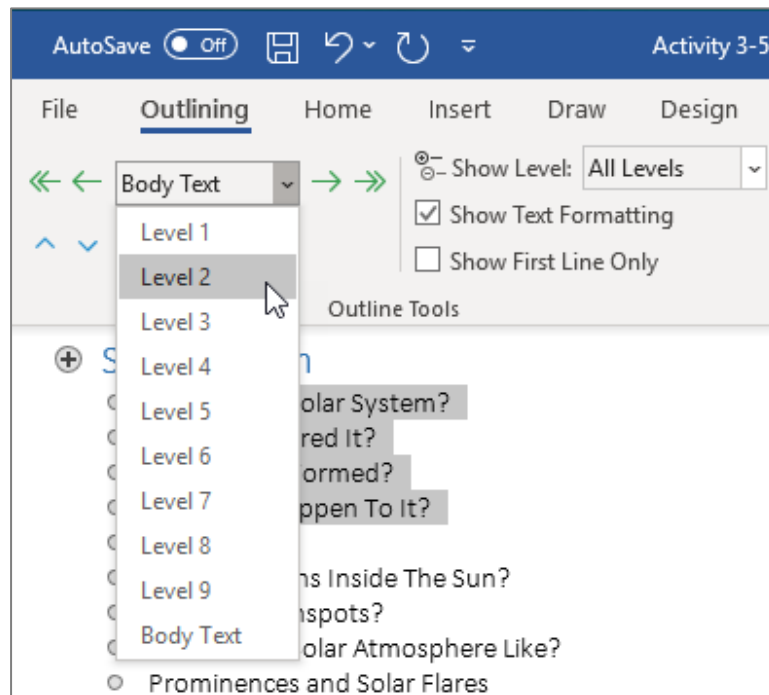 AutoSave Off Activity 3-5
File Outlining Home Insert Draw Design
Body Text
Show Level: All Levels
Show Text Formatting
Show First Line Only
Outline Tools
Level 1
Level 2
Level 3
Level 4
Level 5
Level 6
Level 7
Level 8
Level 9
Body Text
olar System?
red It?
ormed?
ppen To It?
ns Inside The Sun?
nspots?
olar Atmosphere Like?
Prominences and Solar Flares